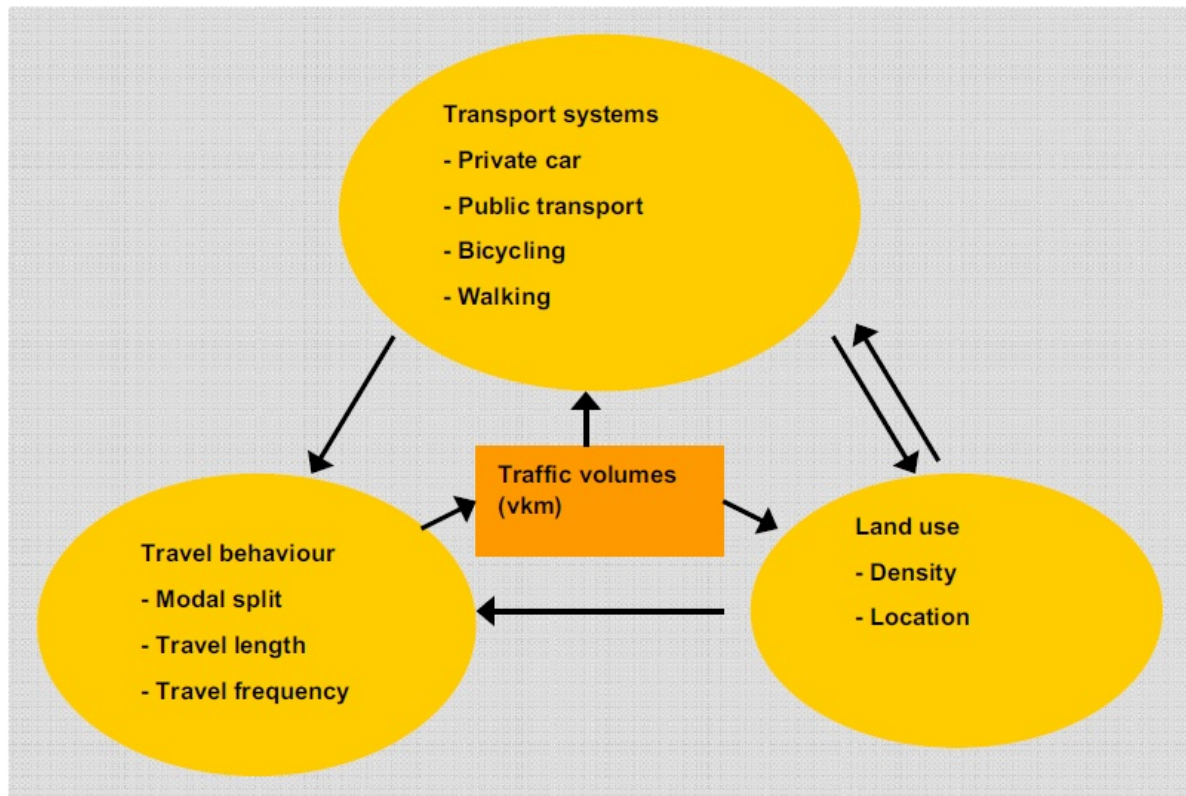 Transport systems
- Private car
- Public transport
- Bicycling
- Walking
Traffic volumes
(vkm)
Travel behaviour
- Modal split
- Travel length
- Travel frequency
Land use
- Density
- Location